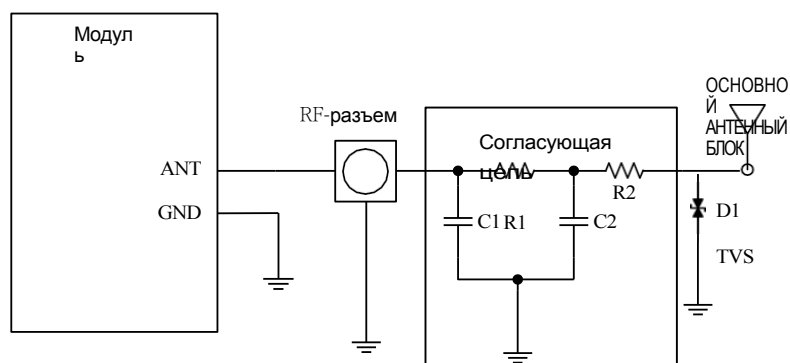 Модул
ь
ANT
GND
RF-разъем
Согласующая
цепь
C1
R1
C2
R2
ОСНОВНО
Й
АНТЕННЫЙ
БЛОК
D1
TVS